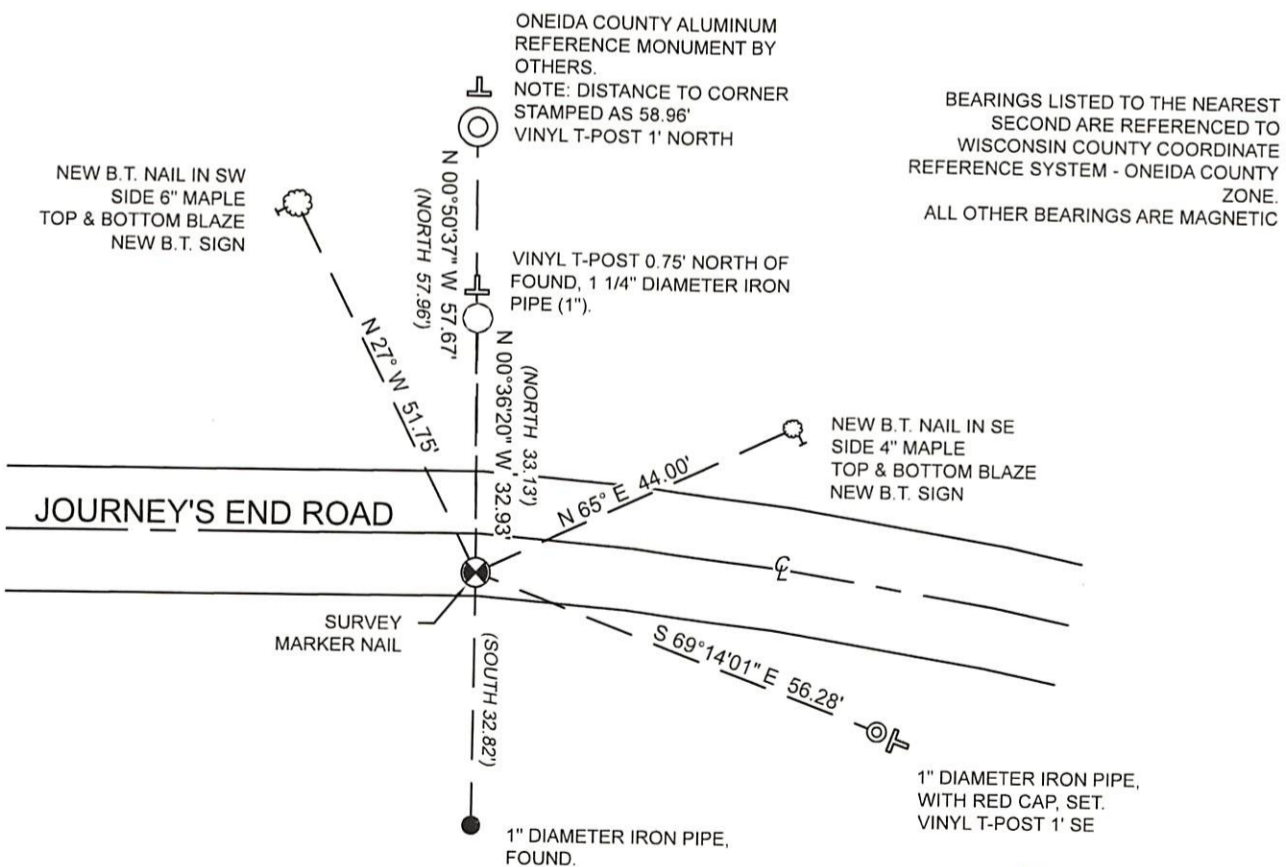 ONEIDA COUNTY ALUMINUM
REFERENCE MONUMENT BY
OTHERS.
NOTE: DISTANCE TO CORNER
STAMPED AS 58.96'
VINYL T-POST 1' NORTH
BEARINGS LISTED TO THE NEAREST
SECOND ARE REFERENCED TO
WISCONSIN COUNTY COORDINATE
REFERENCE SYSTEM - ONEIDA COUNTY
ZONE.
ALL OTHER BEARINGS ARE MAGNETIC
NEW B.T. NAIL IN SW
SIDE 6" MAPLE
TOP & BOTTOM BLAZE
NEW B.T. SIGN
N 00°50'37" W 57.67'
(NORTH 57.96')
VINYL T-POST 0.75' NORTH OF
FOUND, 1 1/4" DIAMETER IRON
PIPE (1").
N 27° W 51.75'
N 00°36'20" W 32.93'
(NORTH 33.13')
NEW B.T. NAIL IN SE
SIDE 4" MAPLE
TOP & BOTTOM BLAZE
NEW B.T. SIGN
N 65° E 44.00'
JOURNEY'S END ROAD
CL
SURVEY
MARKER NAIL
(SOUTH 32.82')
S 69°14'01" E 56.28'
1" DIAMETER IRON PIPE,
WITH RED CAP, SET.
VINYL T-POST 1' SE
1" DIAMETER IRON PIPE,
FOUND.